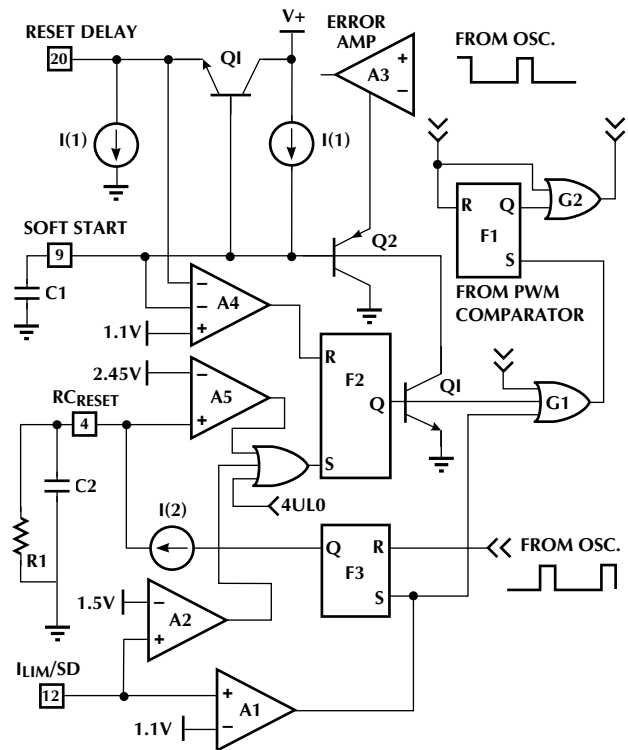 V+
RESET DELAY
20
QI
ERROR
AMP
A3
+
−
FROM OSC.
I(1)
I(1)
G2
R
Q
F1
S
SOFT START
9
Q2
C1
−
−
+
A4
1.1V
FROM PWM
COMPARATOR
2.45V
−
+
A5
R
F2
Q
S
QI
G1
RCRESET
4
C2
R1
4UL0
I(2)
Q
R
F3
S
FROM OSC.
1.5V
−
+
A2
ILIM/SD
12
+
−
A1
1.1V